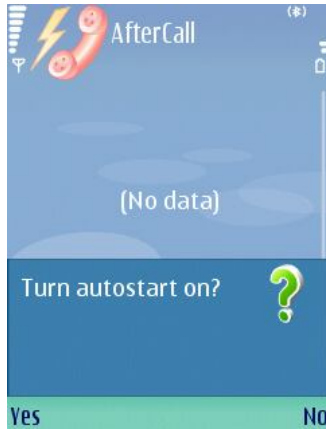 AfterCall
(No data)
Turn autostart on?
Yes
No